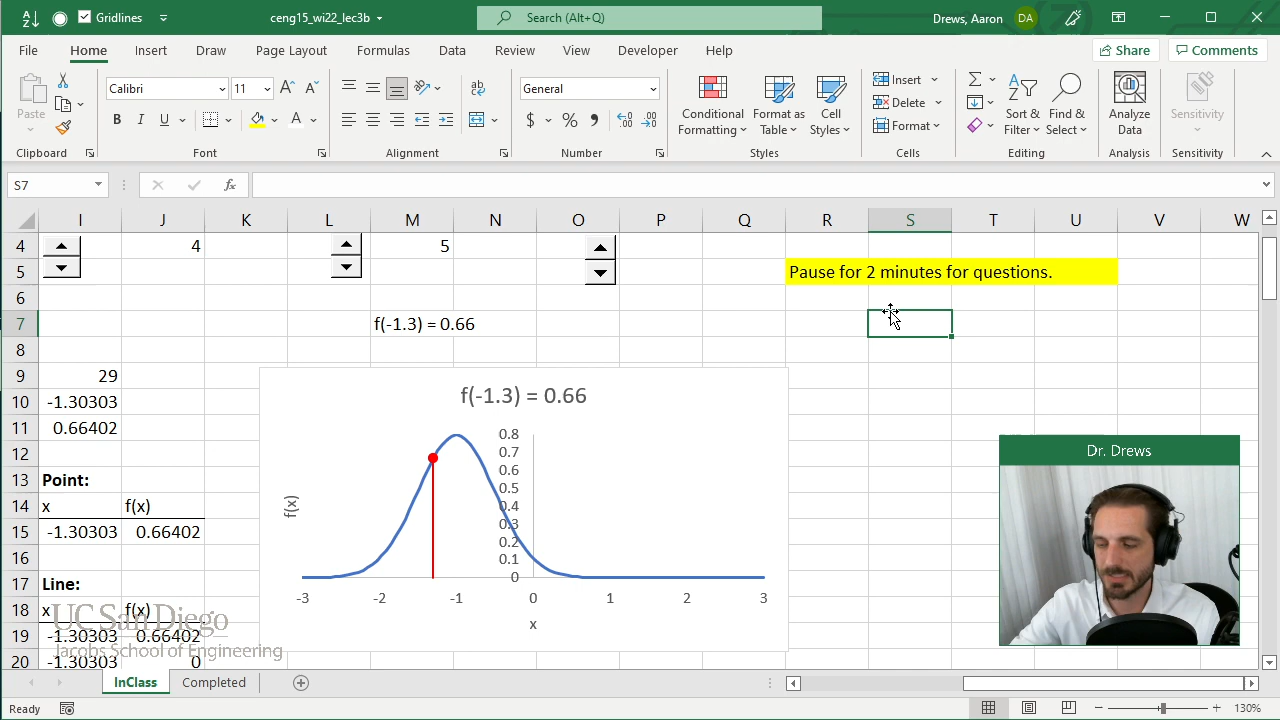 Gridlines
ceng15_wi22_lec3b
Search (Alt+Q)
Drews, Aaron
DA
File Home Insert Draw Page Layout Formulas Data Review View Developer Help
Share Comments
Paste
Calibri 11
B I U
General
$ % ,
Conditional Formatting
Format as Table
Cell Styles
Insert
Delete
Format
Sort & Filter
Find & Select
Analyze Data
Sensitivity
Clipboard Font Alignment Number Styles Cells Editing Analysis Sensitivity
S7
fx
I J K L M N O P Q R S T U V W
4 4 5
5 Pause for 2 minutes for questions.
6
7 f(-1.3) = 0.66
8
9 29
10 -1.30303
11 0.66402
12
13 Point:
14 x f(x)
15 -1.30303 0.66402
16
17 Line:
18 x f(x)
19 -1.30303 0.66402
20 -1.30303 0
f(-1.3) = 0.66
0.8
0.7
0.6
0.5
0.4
0.3
0.2
0.1
0
f(x)
-3 -2 -1 0 1 2 3
x
Dr. Drews
UC San Diego
Jacobs School of Engineering
InClass Completed
Ready
130%